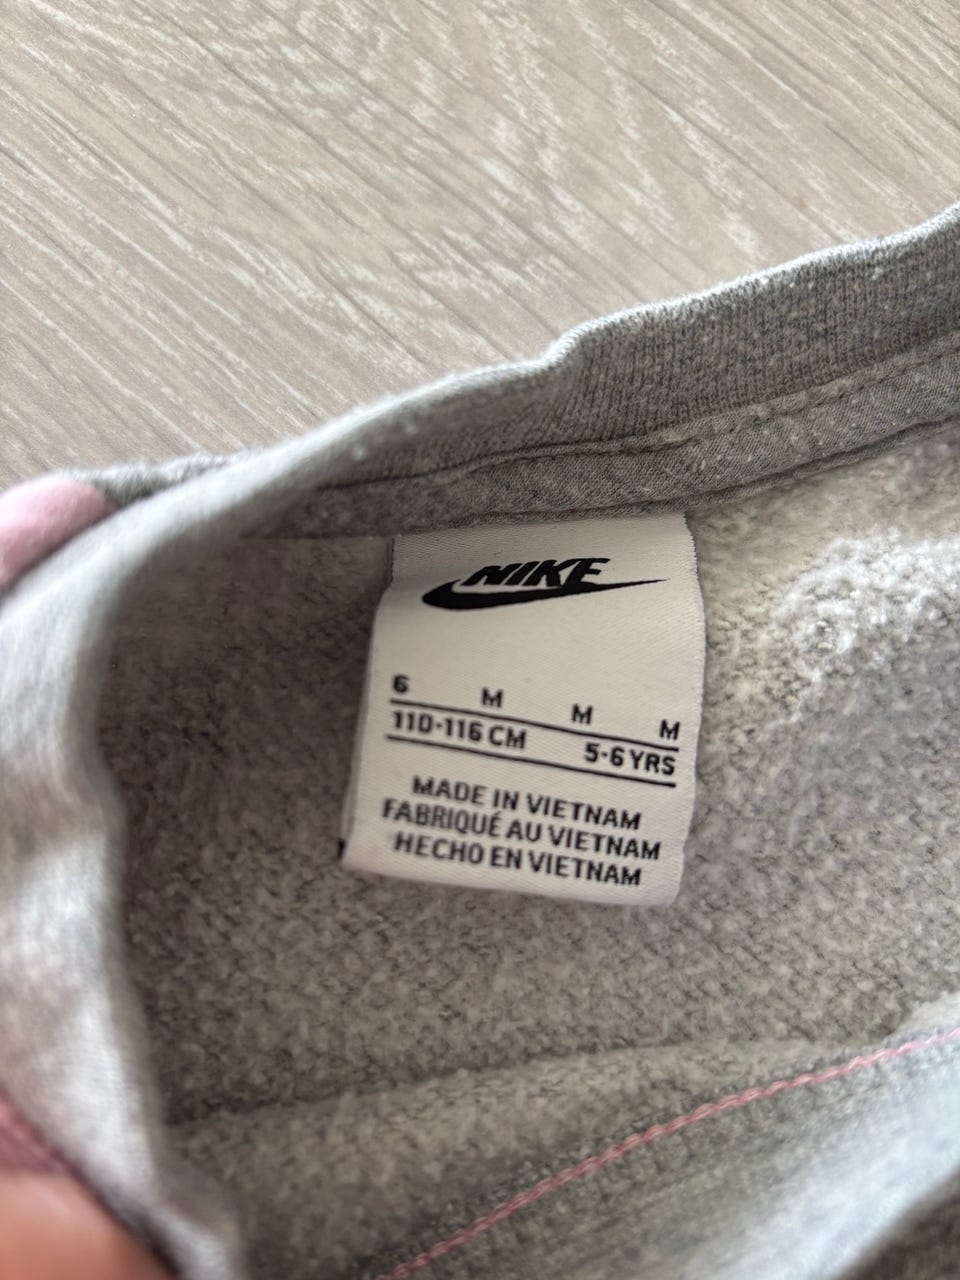 NIKE
6 M M M
110-116 CM 5-6 YRS
MADE IN VIETNAM
FABRIQUÉ AU VIETNAM
HECHO EN VIETNAM